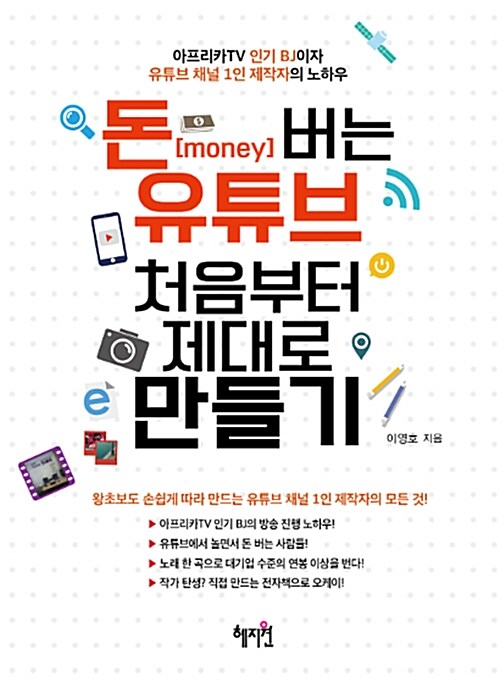 아프리카TV 인기 BJ이자
유튜브 채널 1인 제작자의 노하우
돈 [money] 버는
유튜브
처음부터
제대로
만들기
이영호 지음
왕초보도 손쉽게 따라 만드는 유튜브 채널 1인 제작자의 모든 것!
▶ 아프리카TV 인기 BJ의 방송 진행 노하우!
▶ 유튜브에서 놀면서 돈 버는 사람들!
▶ 노래 한 곡으로 대기업 수준의 연봉 이상을 번다!
▶ 작가 탄생? 직접 만드는 전자책으로 오케이!
혜지원